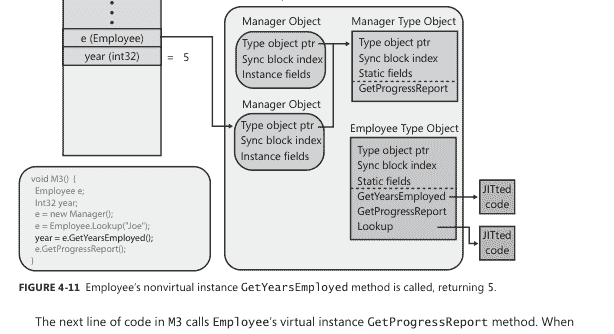 e (Employee)
year (int32) = 5
Manager Object
Type object ptr
Sync block index
Instance fields
Manager Object
Type object ptr
Sync block index
Instance fields
Manager Type Object
Type object ptr
Sync block index
Static fields
GetProgressReport
Employee Type Object
Type object ptr
Sync block index
Static fields
GetYearsEmployed
GetProgressReport
Lookup
JITted
code
JITted
code
void M3() {
Employee e;
Int32 year;
e = new Manager();
e = Employee.Lookup("Joe");
year = e.GetYearsEmployed();
e.GetProgressReport();
}
FIGURE 4-11 Employee's nonvirtual instance GetYearsEmployed method is called, returning 5.
The next line of code in M3 calls Employee's virtual instance GetProgressReport method. When